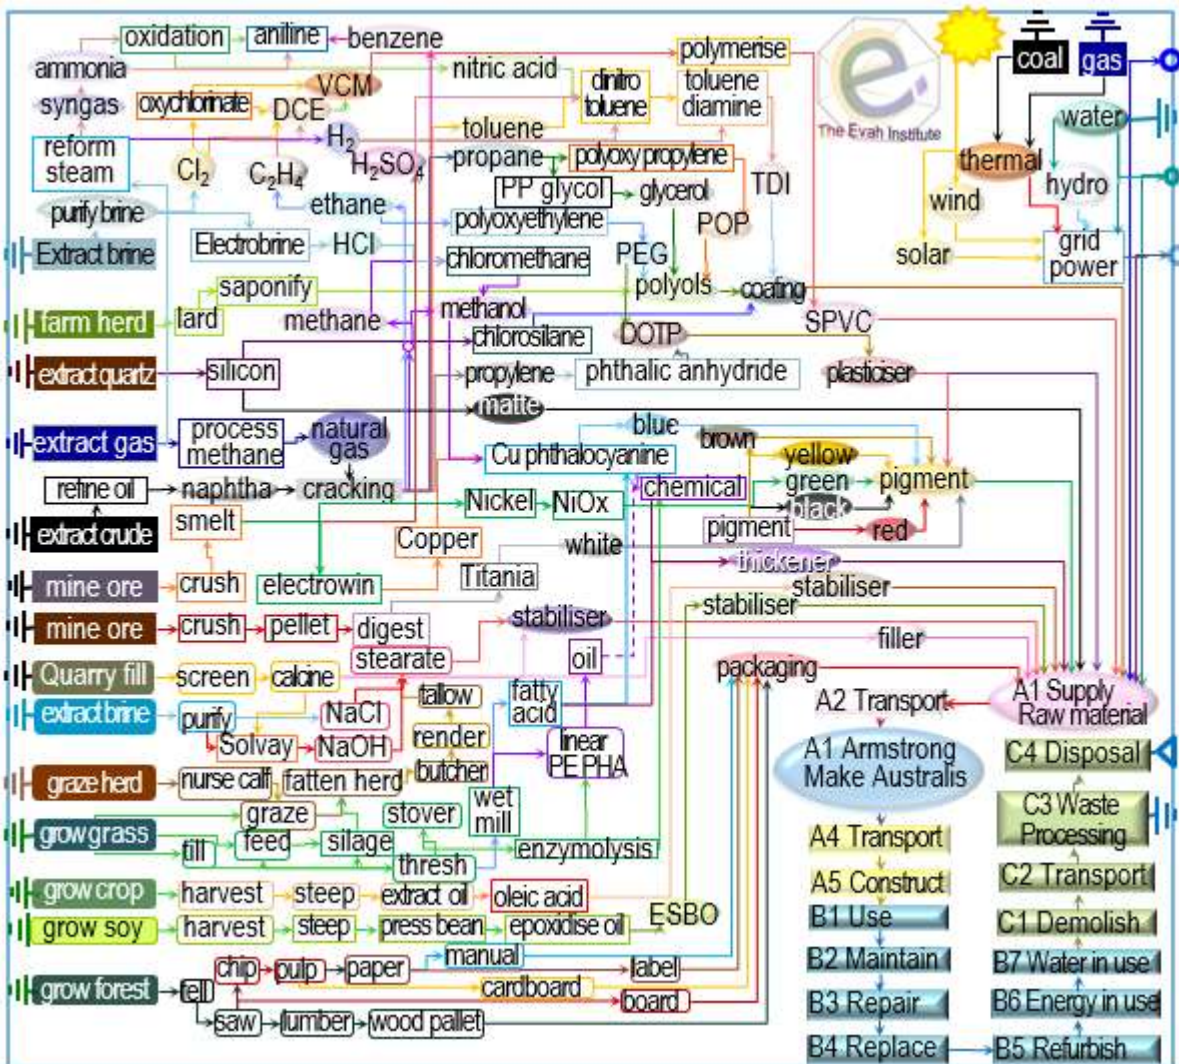 oxidation
aniline
benzene
polymerise
coal
gas
ammonia
VCM
nitric acid
dinitro
toluene
toluene
diamine
syngas
oxychlorinate
DCE
The Evah Institute
water
reform
steam
H2
toluene
Cl2
C2H4
H2SO4
propane
polyoxy propylene
thermal
hydro
PP glycol
glycerol
TDI
wind
purify brine
ethane
polyoxyethylene
POP
Extract brine
Electrobrine
HCl
PEG
solar
grid
power
chloromethane
saponify
polyols
coating
farm herd
lard
methane
methanol
chlorosilane
DOTP
SPVC
extract quartz
silicon
propylene
phthalic anhydride
plasticiser
matte
extract gas
process
methane
natural
gas
blue
brown
yellow
Cu phthalocyanine
green
pigment
refine oil
naphtha
cracking
chemical
Nickel
NiOx
black
extract crude
smelt
pigment
red
Copper
white
thickener
mine ore
crush
electrowin
Titania
stabiliser
stabiliser
mine ore
crush
pellet
digest
stabiliser
filler
stearate
oil
packaging
Quarry fill
screen
calcine
A1 Supply
Raw material
tallow
fatty
acid
A2 Transport
extract brine
purify
NaCl
Solvay
NaOH
render
linear
PE PHA
A1 Armstrong
Make Australis
C4 Disposal
graze herd
nurse calf
fatten herd
butcher
wet
mill
C3 Waste
Processing
graze
stover
grow grass
till
feed
silage
thresh
enzymolysis
A4 Transport
C2 Transport
grow crop
harvest
steep
extract oil
oleic acid
A5 Construct
ESBO
C1 Demolish
grow soy
harvest
steep
press bean
epoxidise oil
B1 Use
manual
B2 Maintain
B7 Water in use
chip
pulp
paper
label
grow forest
fell
cardboard
board
B3 Repair
B6 Energy in use
saw
lumber
wood pallet
B4 Replace
B5 Refurbish